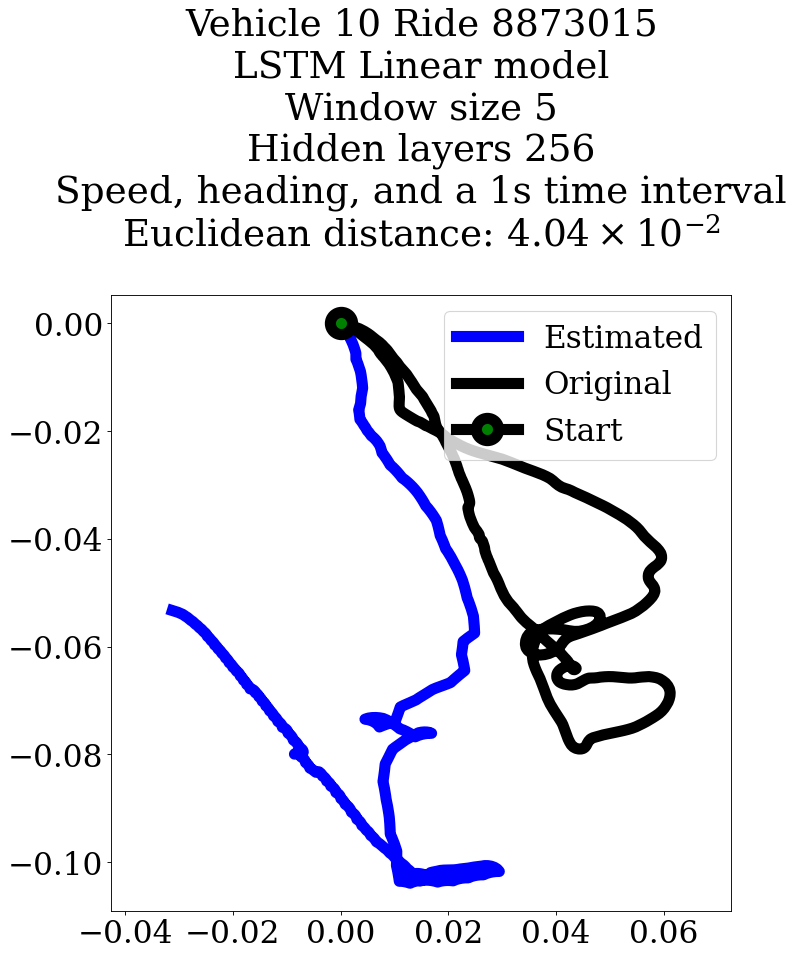 Vehicle 10 Ride 8873015
LSTM Linear model
Window size 5
Hidden layers 256
Speed, heading, and a 1s time interval
Euclidean distance: 4.04 × 10⁻²
Estimated
Original
Start
0.00
−0.02
−0.04
−0.06
−0.08
−0.10
−0.04 −0.02 0.00 0.02 0.04 0.06